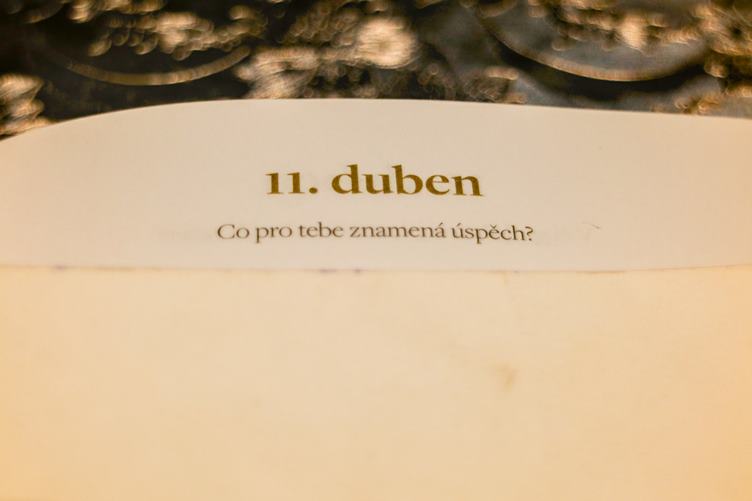 11. duben
Co pro tebe znamená úspěch?